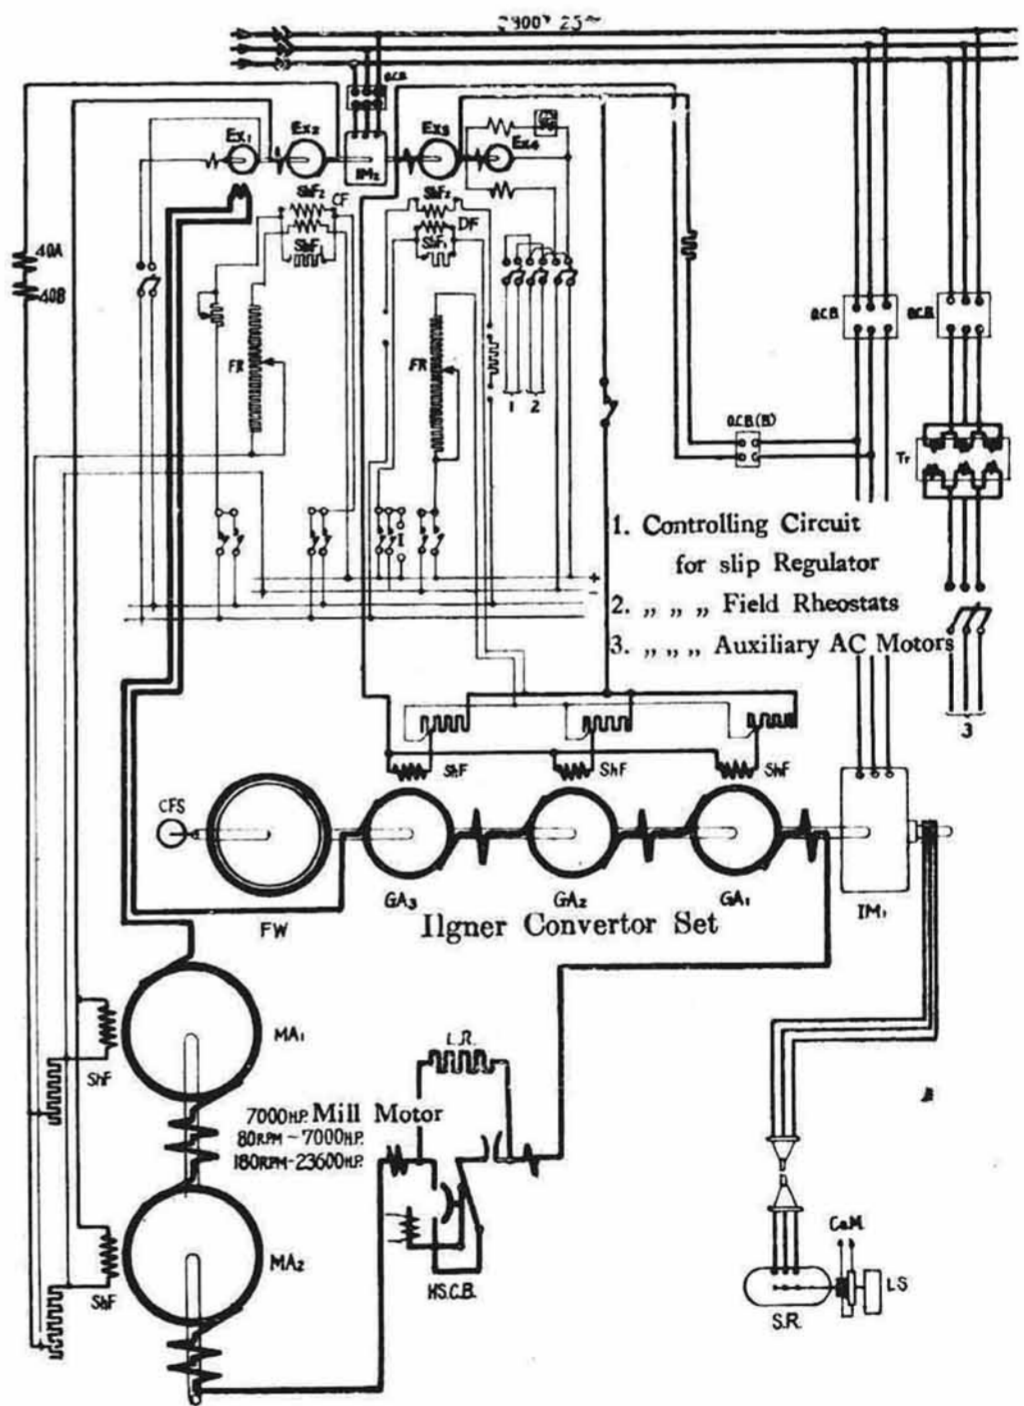 25~
O.C.B.
Ex1 Ex2 IM2 Ex3 Ex4
ShF2 CF
ShF1
ShF2
DF
ShF1
40A
40B
O.C.B. O.C.B.
FR FR
1 2
O.C.B.(B)
Tr
1. Controlling Circuit
for slip Regulator
+
−
2. „ „ „ Field Rheostats
3. „ „ „ Auxiliary AC Motors
3
ShF ShF ShF
CFS
FW GA3 GA2 GA1 IM1
Ilgner Convertor Set
MA1
L.R.
ShF
7000H.P. Mill Motor
80RPM-7000H.P.
180RPM-23600H.P.
MA2
ShF
H.S.C.B.
C.M.
LS
S.R.